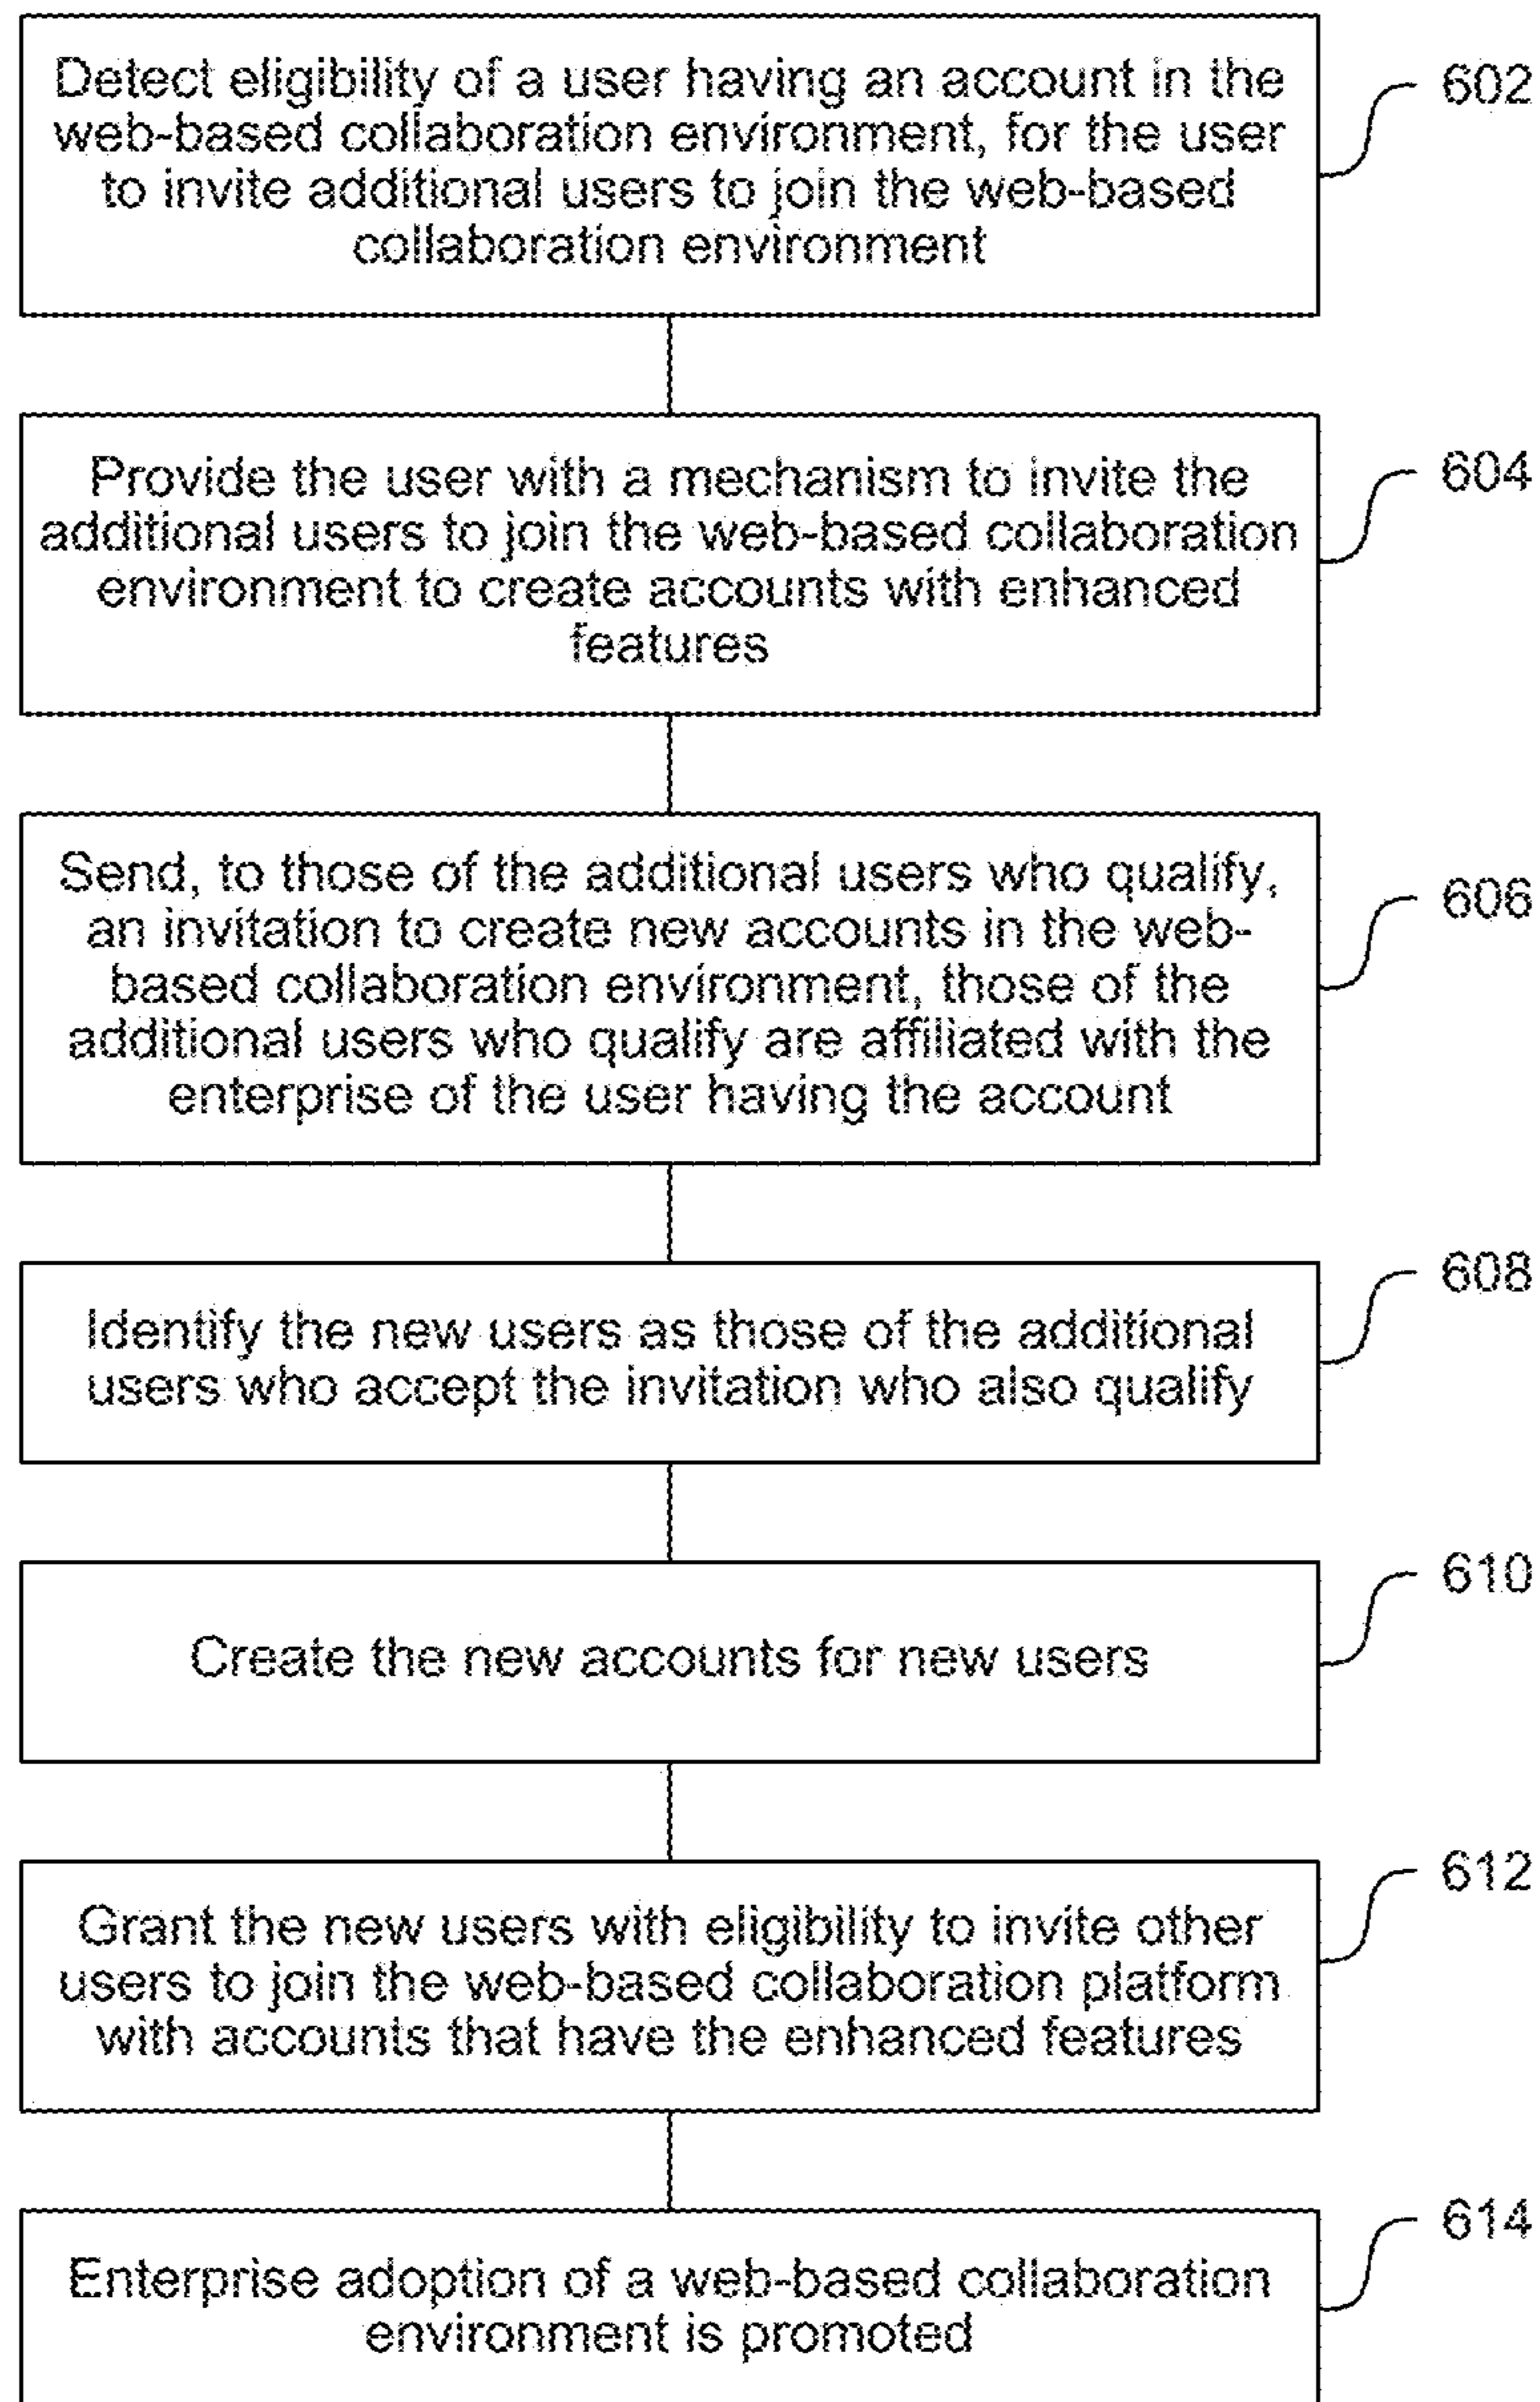 Detect eligibility of a user having an account in the
web-based collaboration environment, for the user
to invite additional users to join the web-based
collaboration environment
602
Provide the user with a mechanism to invite the
additional users to join the web-based collaboration
environment to create accounts with enhanced
features
604
Send, to those of the additional users who qualify,
an invitation to create new accounts in the web-
based collaboration environment, those of the
additional users who qualify are affiliated with the
enterprise of the user having the account
606
Identify the new users as those of the additional
users who accept the invitation who also qualify
608
Create the new accounts for new users
610
Grant the new users with eligibility to invite other
users to join the web-based collaboration platform
with accounts that have the enhanced features
612
Enterprise adoption of a web-based collaboration
environment is promoted
614